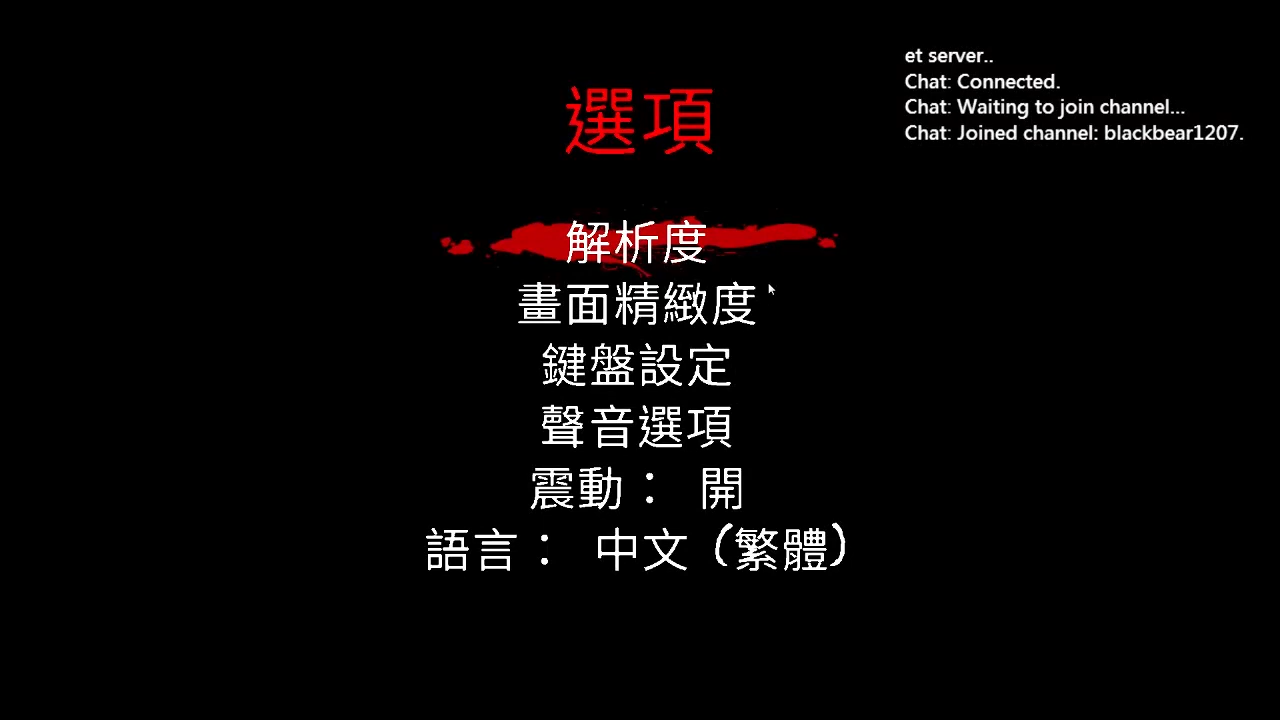 et server..
Chat: Connected.
Chat: Waiting to join channel...
Chat: Joined channel: blackbear1207.
選項
解析度
畫面精緻度
鍵盤設定
聲音選項
震動： 開
語言： 中文（繁體）